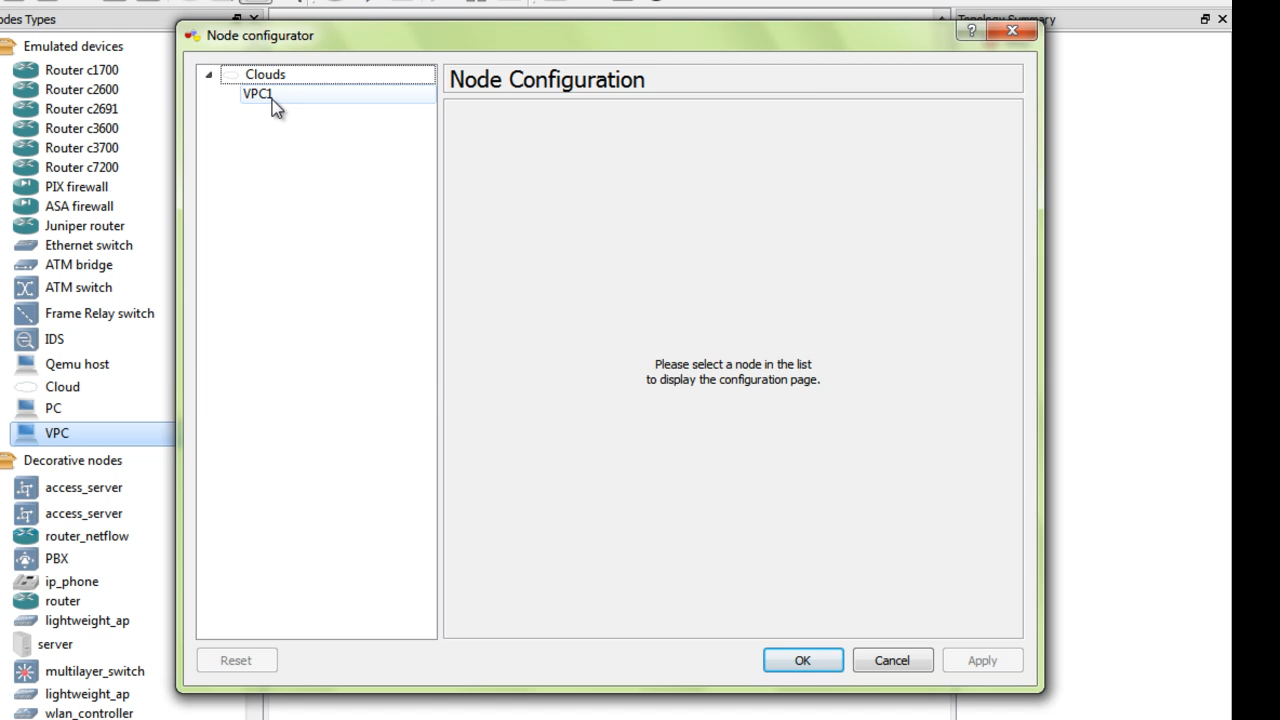 odes Types
Emulated devices
Router c1700
Router c2600
Router c2691
Router c3600
Router c3700
Router c7200
PIX firewall
ASA firewall
Juniper router
Ethernet switch
ATM bridge
ATM switch
Frame Relay switch
IDS
Qemu host
Cloud
PC
VPC
Decorative nodes
access_server
access_server
router_netflow
PBX
ip_phone
router
lightweight_ap
server
multilayer_switch
lightweight_ap
wlan_controller
Node configurator
Clouds
VPC1
Node Configuration
Please select a node in the list
to display the configuration page.
Reset
OK
Cancel
Apply
Topology Summary